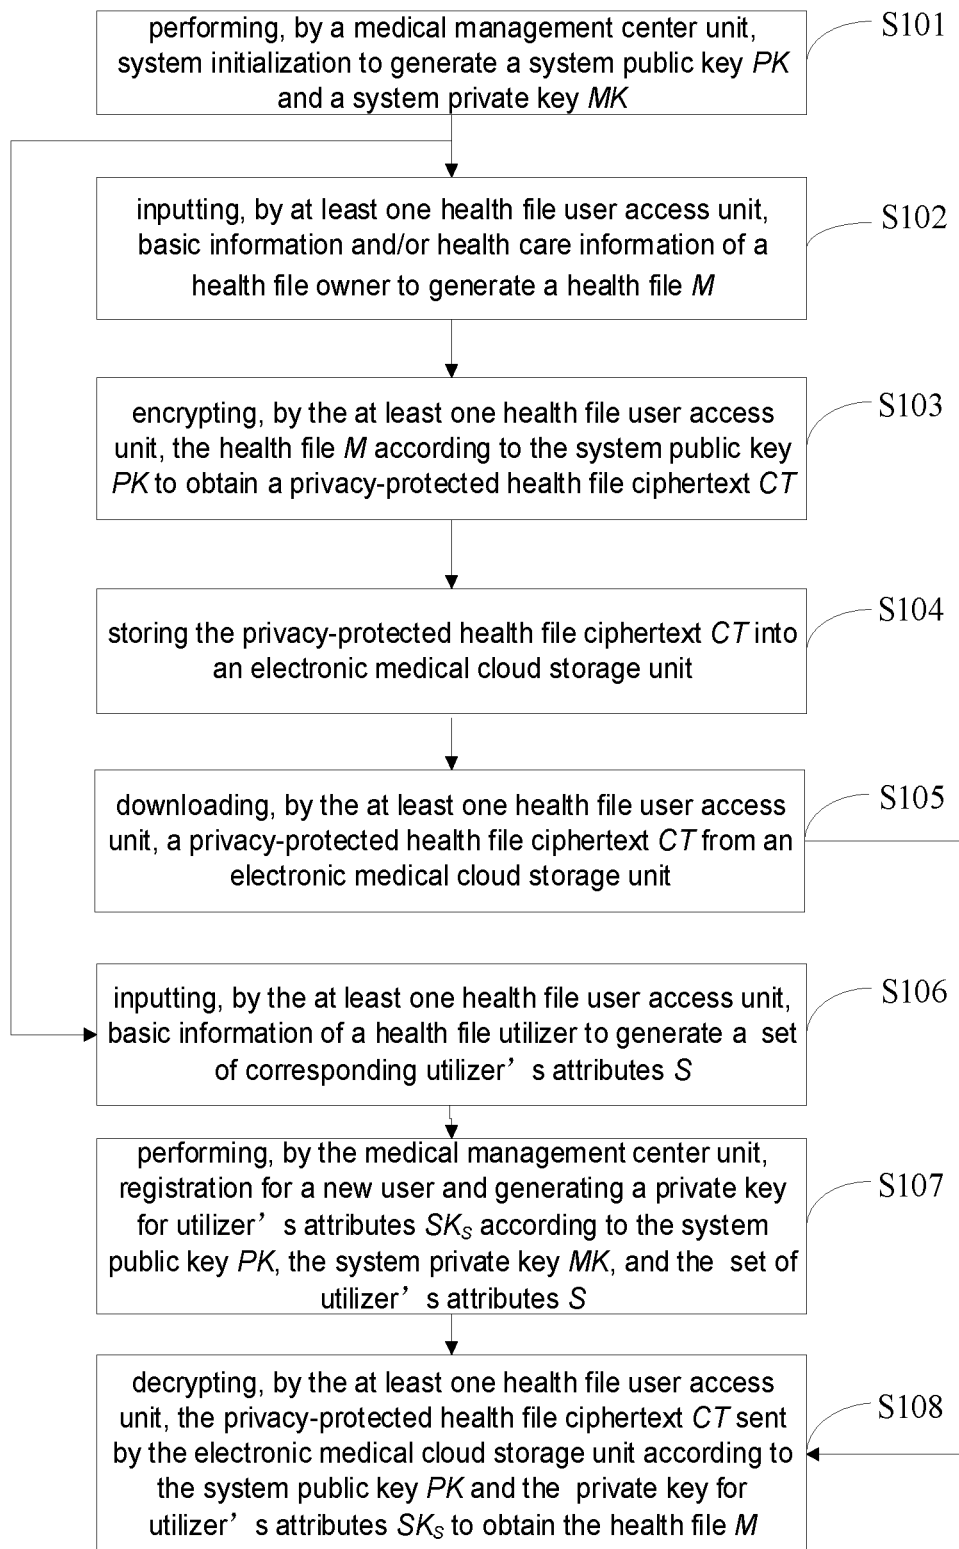 performing, by a medical management center unit,
system initialization to generate a system public key PK
and a system private key MK
S101
inputting, by at least one health file user access unit,
basic information and/or health care information of a
health file owner to generate a health file M
S102
encrypting, by the at least one health file user access
unit, the health file M according to the system public key
PK to obtain a privacy-protected health file ciphertext CT
S103
storing the privacy-protected health file ciphertext CT into
an electronic medical cloud storage unit
S104
downloading, by the at least one health file user access
unit, a privacy-protected health file ciphertext CT from an
electronic medical cloud storage unit
S105
inputting, by the at least one health file user access unit,
basic information of a health file utilizer to generate a set
of corresponding utilizer’s attributes S
S106
performing, by the medical management center unit,
registration for a new user and generating a private key
for utilizer’s attributes SKS according to the system
public key PK, the system private key MK, and the set of
utilizer’s attributes S
S107
decrypting, by the at least one health file user access
unit, the privacy-protected health file ciphertext CT sent
by the electronic medical cloud storage unit according to
the system public key PK and the private key for
utilizer’s attributes SKS to obtain the health file M
S108